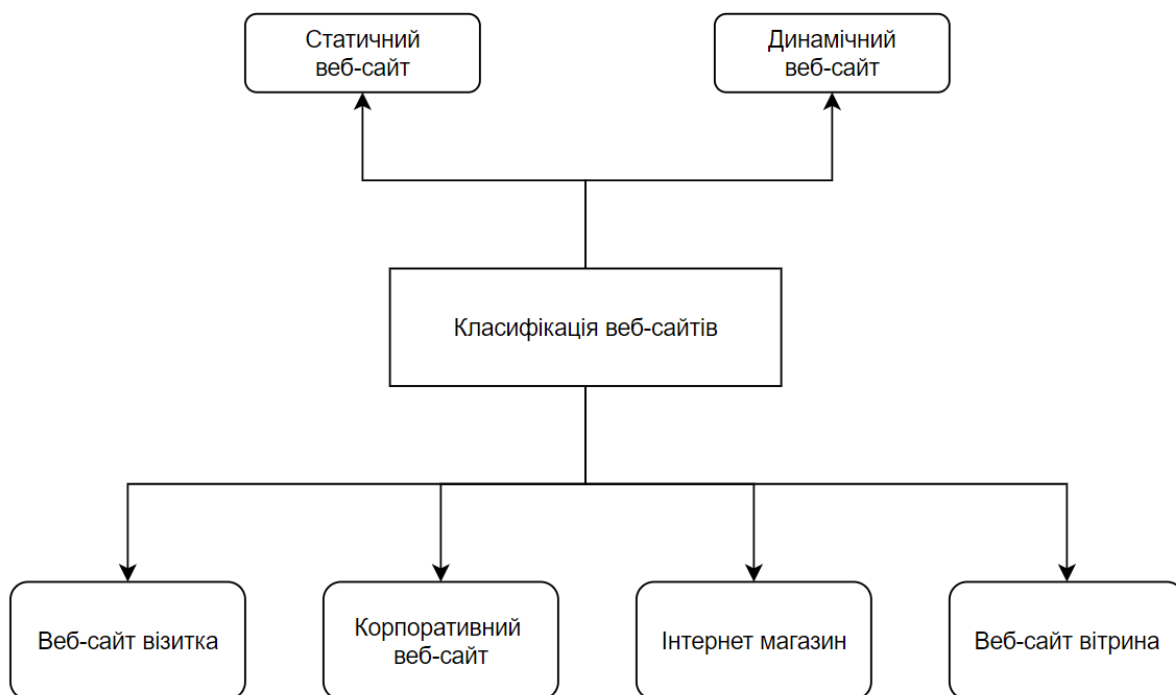 Статичний
веб-сайт
Динамічний
веб-сайт
Класифікація веб-сайтів
Веб-сайт візитка
Корпоративний
веб-сайт
Інтернет магазин
Веб-сайт вітрина